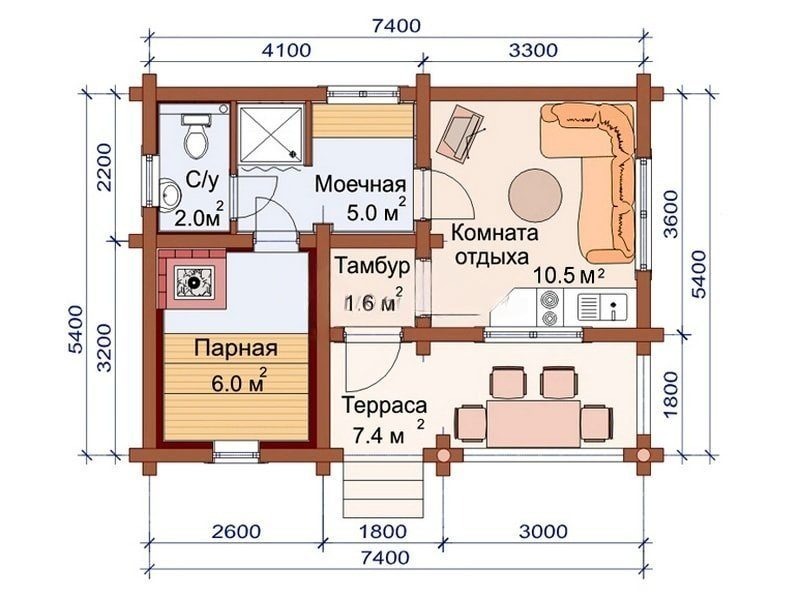 7400
4100
3300
2200
5400
3200
С/у
2.0м²
Моечная
5.0 м²
Комната
отдыха
10.5 м²
Тамбур
1.6 м²
Парная
6.0 м²
Терраса
7.4 м²
3600
5400
1800
2600
1800
3000
7400